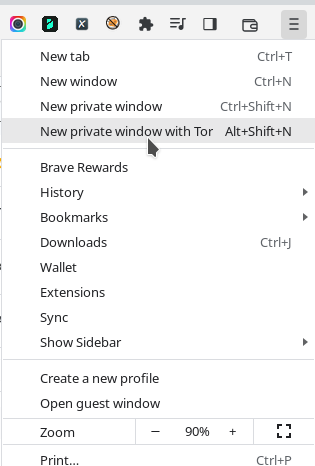 New tab Ctrl+T
New window Ctrl+N
New private window Ctrl+Shift+N
New private window with Tor Alt+Shift+N
Brave Rewards
History
Bookmarks
Downloads Ctrl+J
Wallet
Extensions
Sync
Show Sidebar
Create a new profile
Open guest window
Zoom − 90% +
Print... Ctrl+P